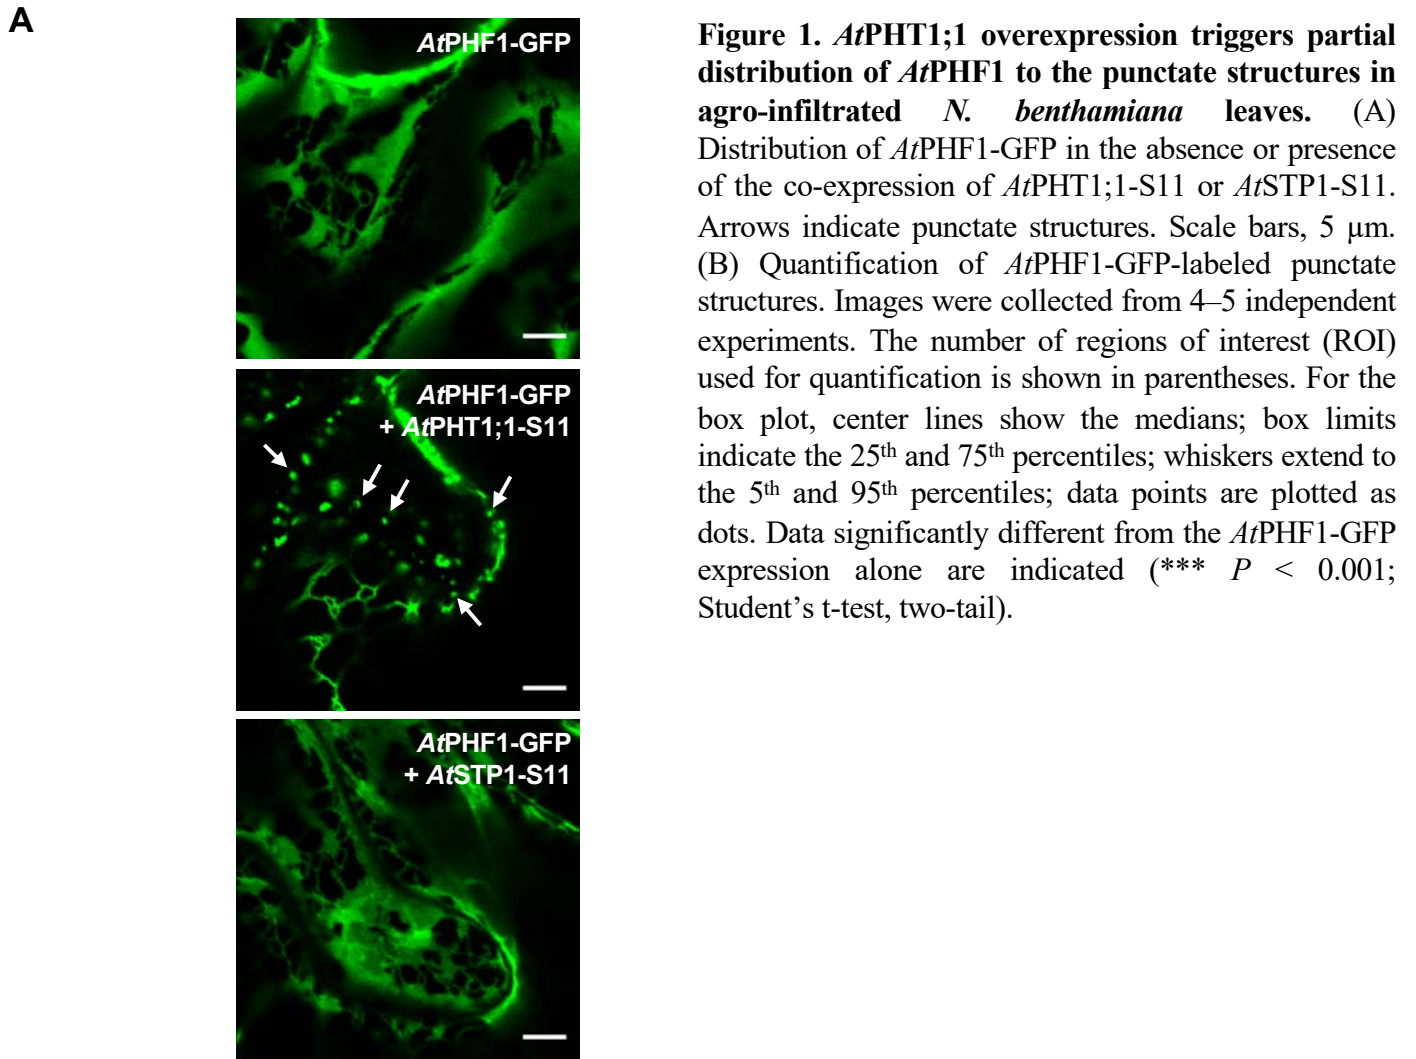 A
AtPHF1-GFP
AtPHF1-GFP
+ AtPHT1;1-S11
AtPHF1-GFP
+ AtSTP1-S11
Figure 1. AtPHT1;1 overexpression triggers partial
distribution of AtPHF1 to the punctate structures in
agro-infiltrated N. benthamiana leaves. (A)
Distribution of AtPHF1-GFP in the absence or presence
of the co-expression of AtPHT1;1-S11 or AtSTP1-S11.
Arrows indicate punctate structures. Scale bars, 5 µm.
(B) Quantification of AtPHF1-GFP-labeled punctate
structures. Images were collected from 4–5 independent
experiments. The number of regions of interest (ROI)
used for quantification is shown in parentheses. For the
box plot, center lines show the medians; box limits
indicate the 25th and 75th percentiles; whiskers extend to
the 5th and 95th percentiles; data points are plotted as
dots. Data significantly different from the AtPHF1-GFP
expression alone are indicated (*** P < 0.001;
Student’s t-test, two-tail).